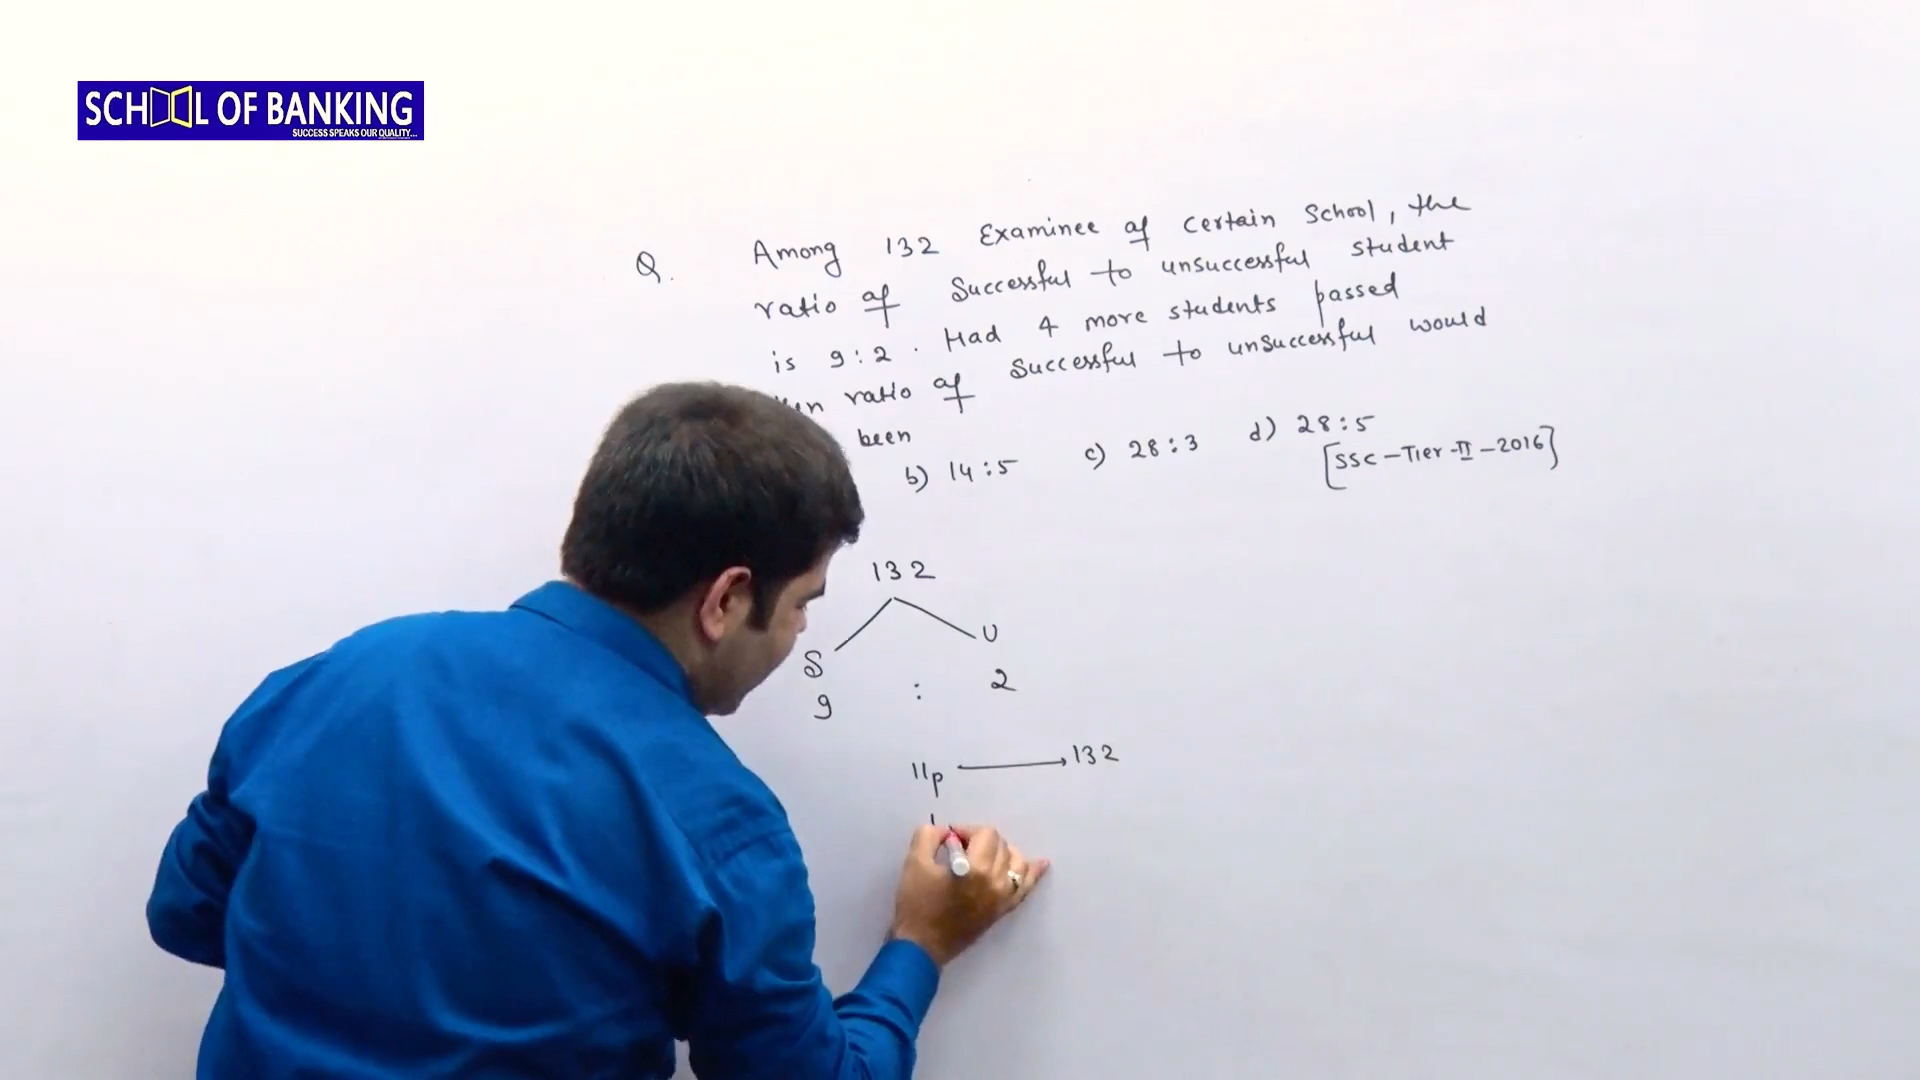 SCHOOL OF BANKING
SUCCESS SPEAKS OUR QUALITY...
Q. Among 132 Examinee of certain School, the
ratio of Successful to unsuccessful student
is 9:2. Had 4 more students passed
ratio of Successful to unsuccessful would
been
b) 14:5 c) 28:3 d) 28:5
[SSC-Tier-II-2016]
132
S U
9 : 2
11p → 132